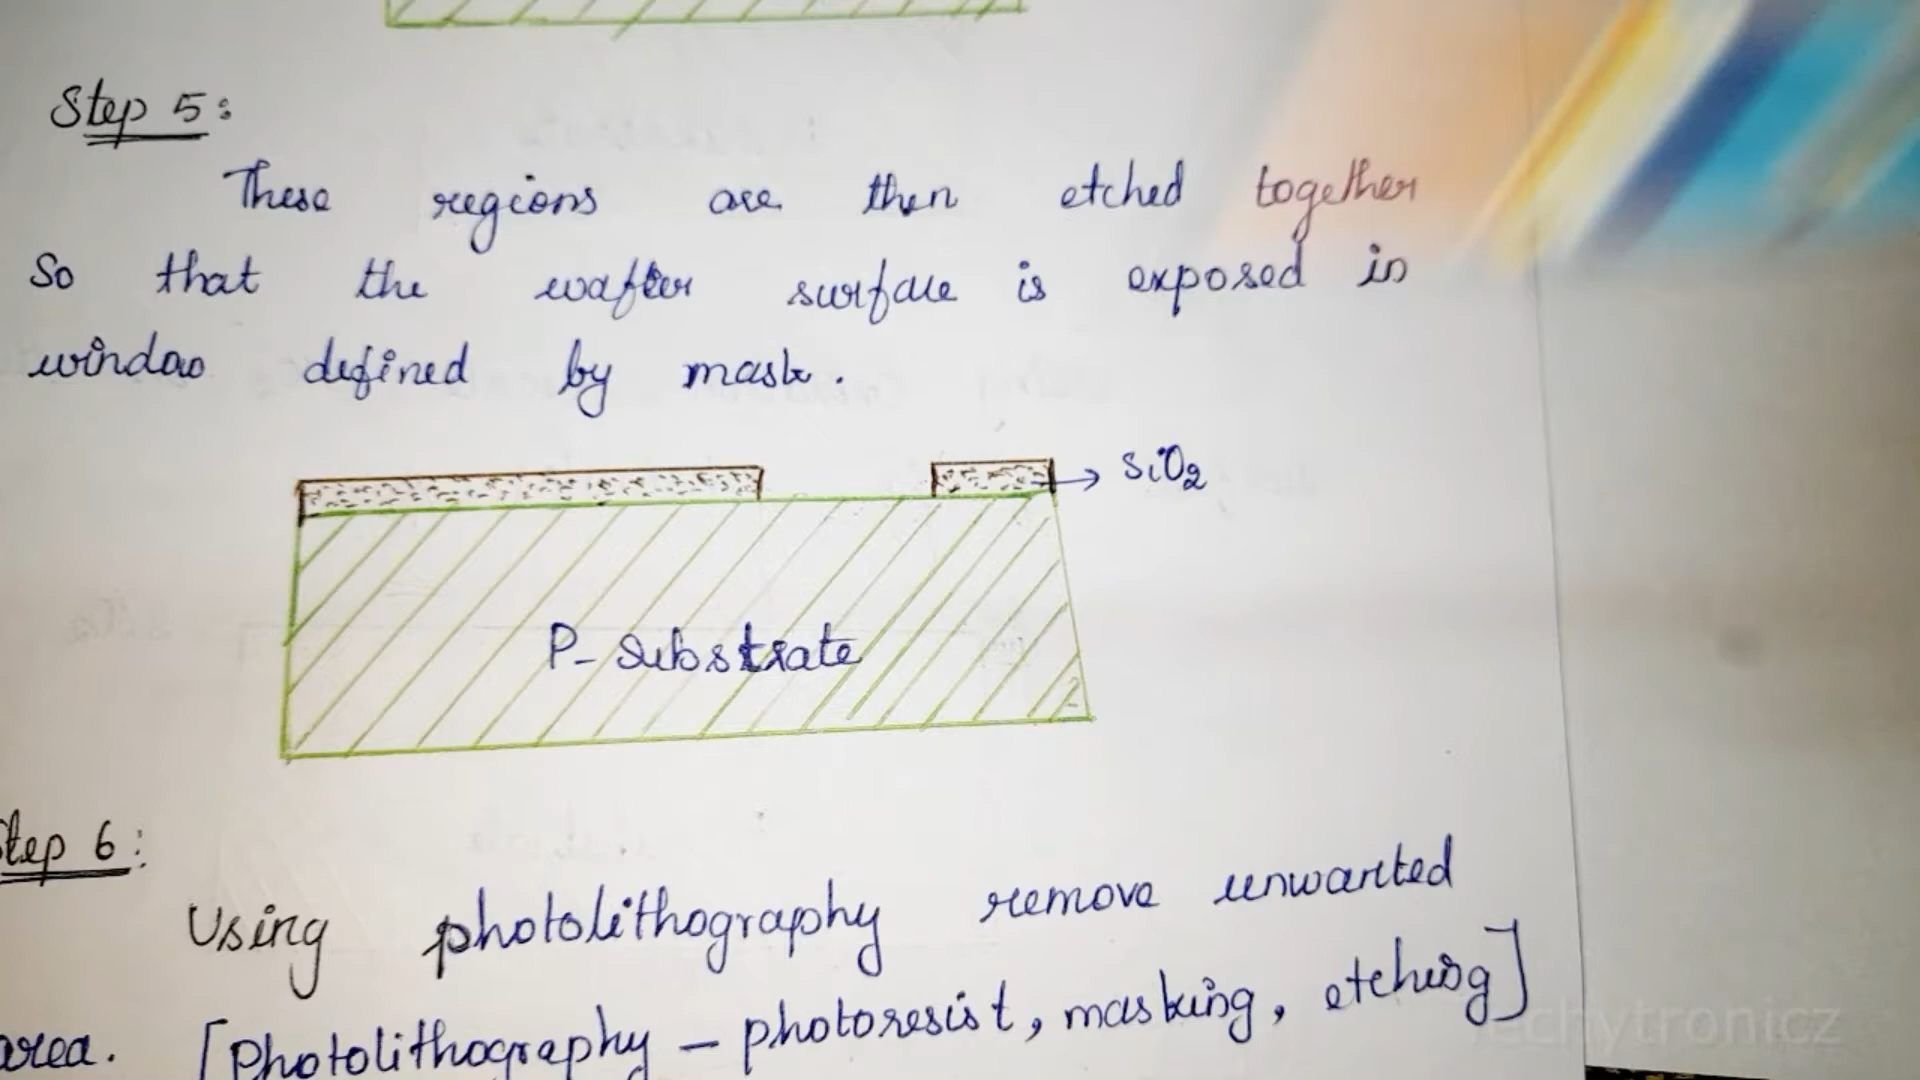 Step 5:
These regions are then etched together
So that the wafter surface is exposed in
window defined by mask.
SiO2
P-substrate
Step 6:
Using photolithography remove unwanted
area. [Photolithography - photoresist, masking, etching]
techytronicz